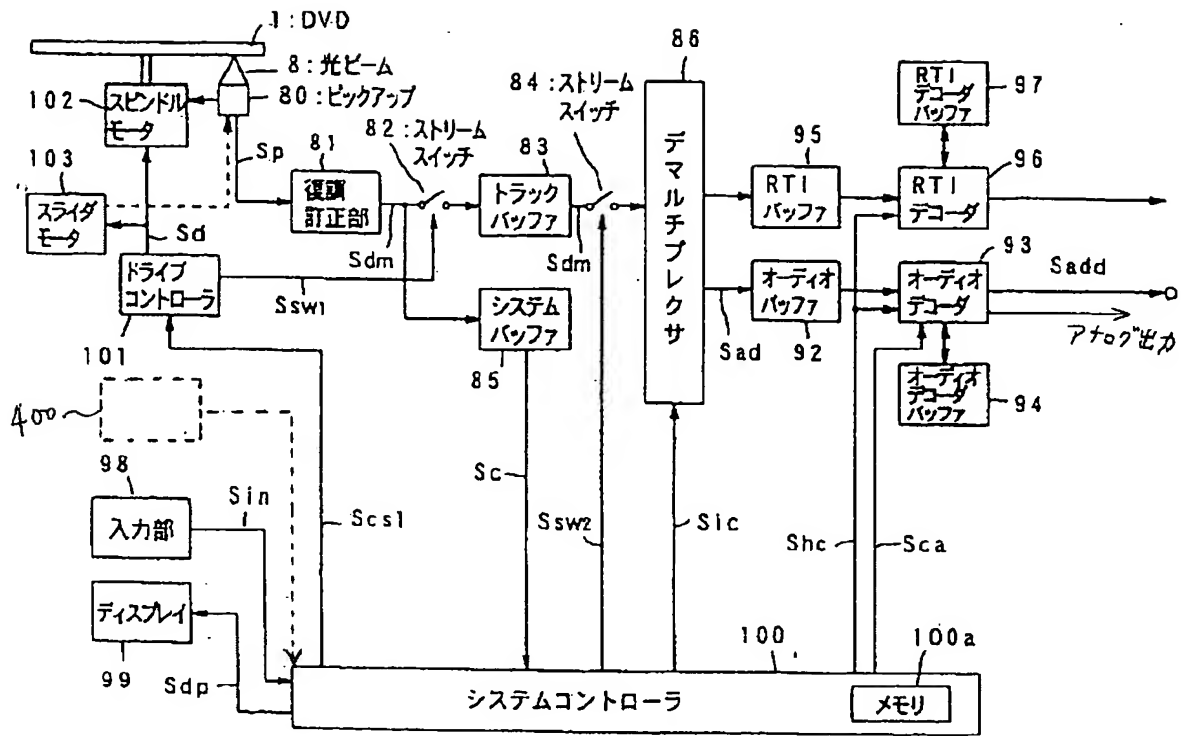 1:DVD
8:光ビーム
80:ピックアップ
102
スピンドル
モータ
103
スライダ
モータ
Sd
Sp
81
復調
訂正部
82:ストリーム
スイッチ
Sdm
83
トラック
バッファ
84:ストリーム
スイッチ
Sdm
86
デマルチプレクサ
95
RTI
バッファ
97
RTI
デコーダ
バッファ
96
RTI
デコーダ
93
オーディオ
デコーダ
Sadd
アナログ出力
オーディオ
バッファ
92
Sad
オーディオ
デコーダ
バッファ
94
ドライブ
コントローラ
101
Ssw1
システム
バッファ
85
400
98
入力部
Sin
ディスプレイ
99
Sdp
Scs1
Sc
Ssw2
Sic
Shc
Sca
100
100a
システムコントローラ
メモリ